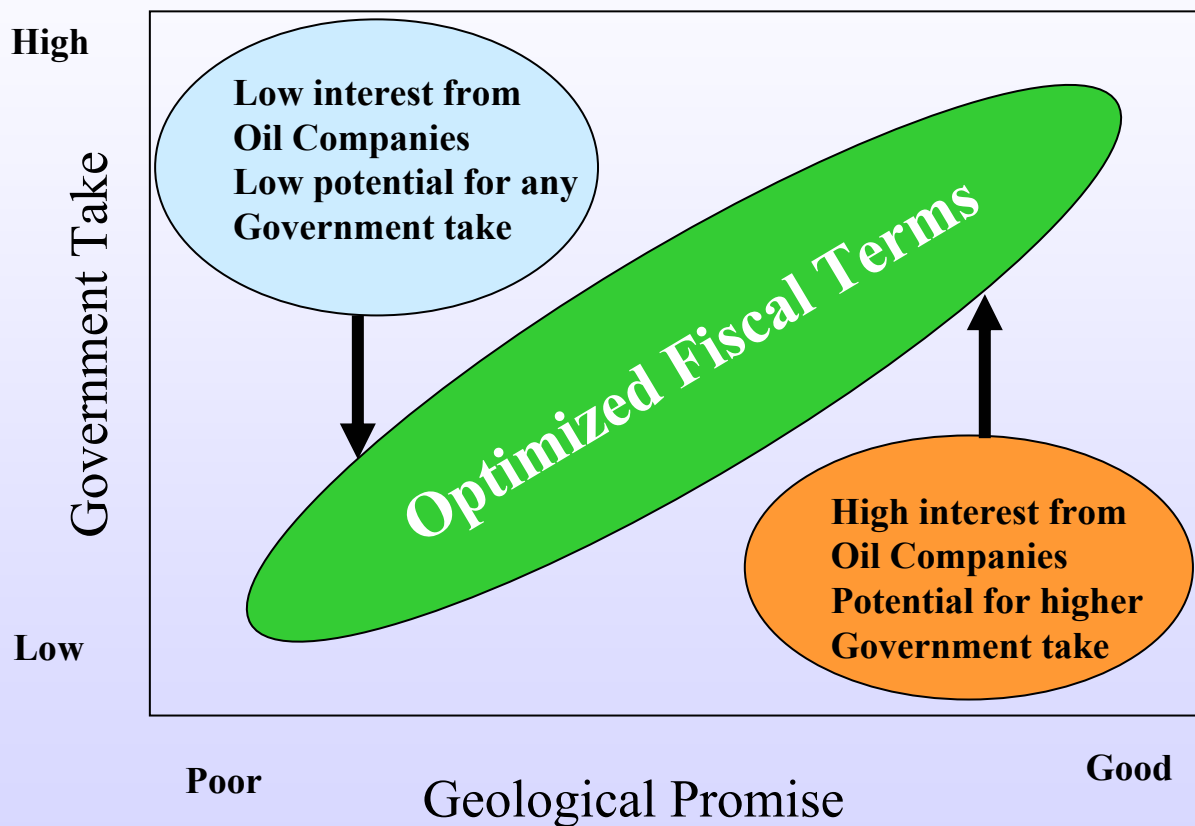 High
Low interest from
Oil Companies
Low potential for any
Government take
Government Take
Optimized Fiscal Terms
High interest from
Oil Companies
Potential for higher
Government take
Low
Poor
Good
Geological Promise